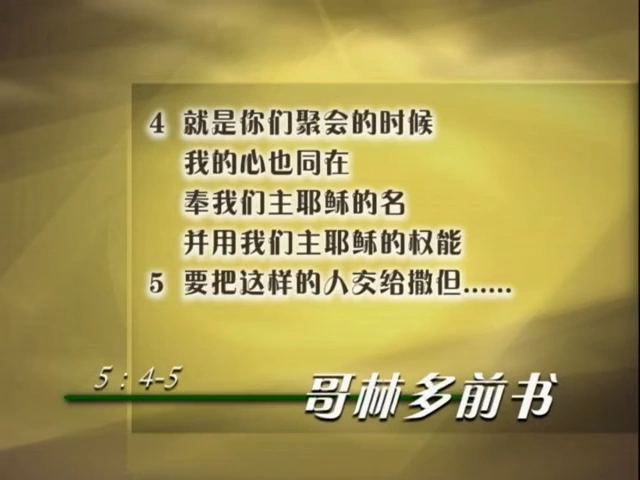 4 就是你们聚会的时候
我的心也同在
奉我们主耶稣的名
并用我们主耶稣的权能
5 要把这样的人交给撒但......
5：4-5
哥林多前书